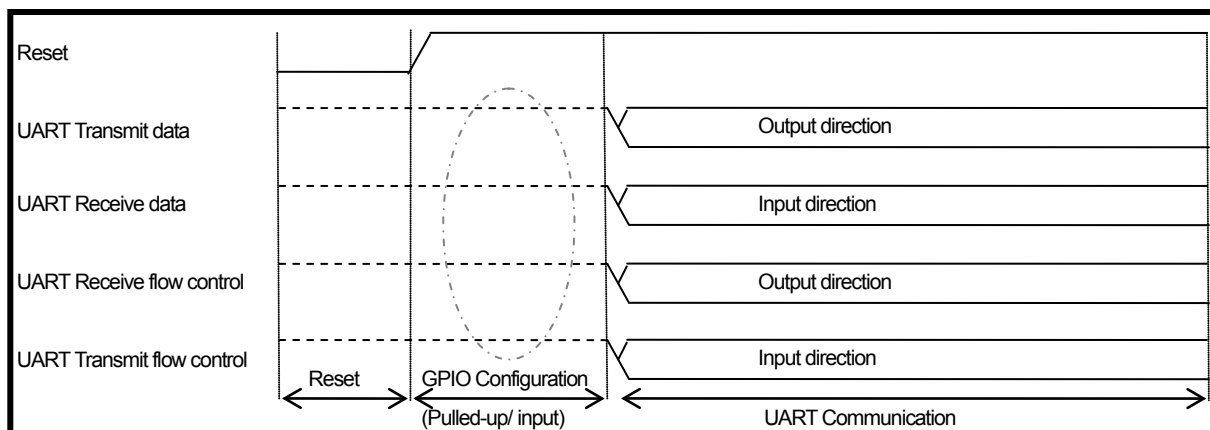 Reset
UART Transmit data
Output direction
UART Receive data
Input direction
UART Receive flow control
Output direction
UART Transmit flow control
Input direction
Reset
GPIO Configuration
(Pulled-up/ input)
UART Communication